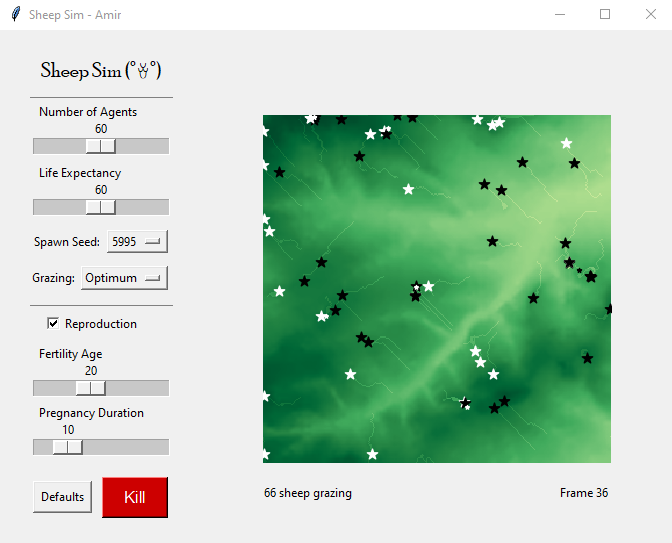 Sheep Sim - Amir
Sheep Sim (°ꈊ°)
Number of Agents
60
Life Expectancy
60
Spawn Seed: 5995
Grazing: Optimum
Reproduction
Fertility Age
20
Pregnancy Duration
10
Defaults Kill
66 sheep grazing
Frame 36